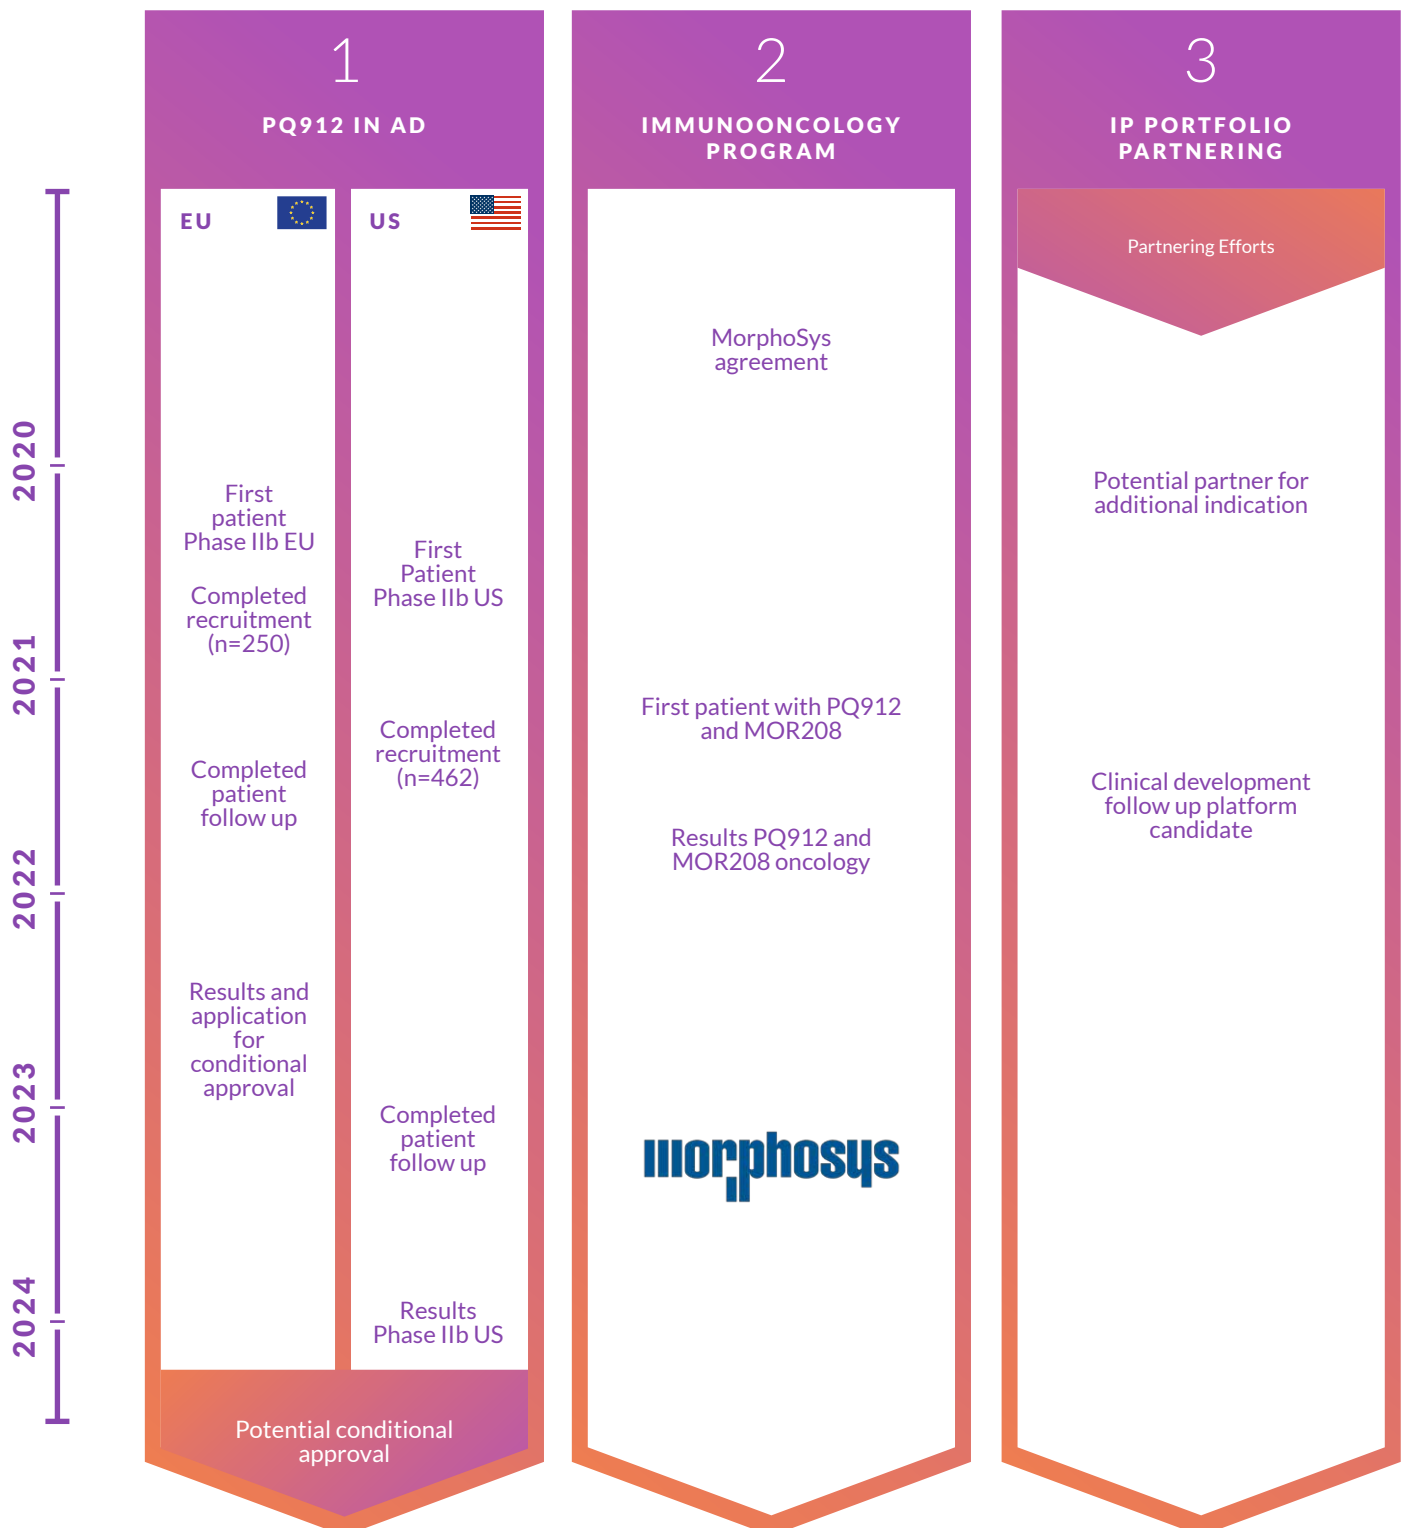 1
PQ912 IN AD
EU
US
First
patient
Phase IIb EU
Completed
recruitment
(n=250)
Completed
patient
follow up
Results and
application
for
conditional
approval
First
Patient
Phase IIb US
Completed
recruitment
(n=462)
Completed
patient
follow up
Results
Phase IIb US
Potential conditional
approval
2
IMMUNOONCOLOGY
PROGRAM
MorphoSys
agreement
First patient with PQ912
and MOR208
Results PQ912 and
MOR208 oncology
morphosys
3
IP PORTFOLIO
PARTNERING
Partnering Efforts
Potential partner for
additional indication
Clinical development
follow up platform
candidate
2020
2021
2022
2023
2024